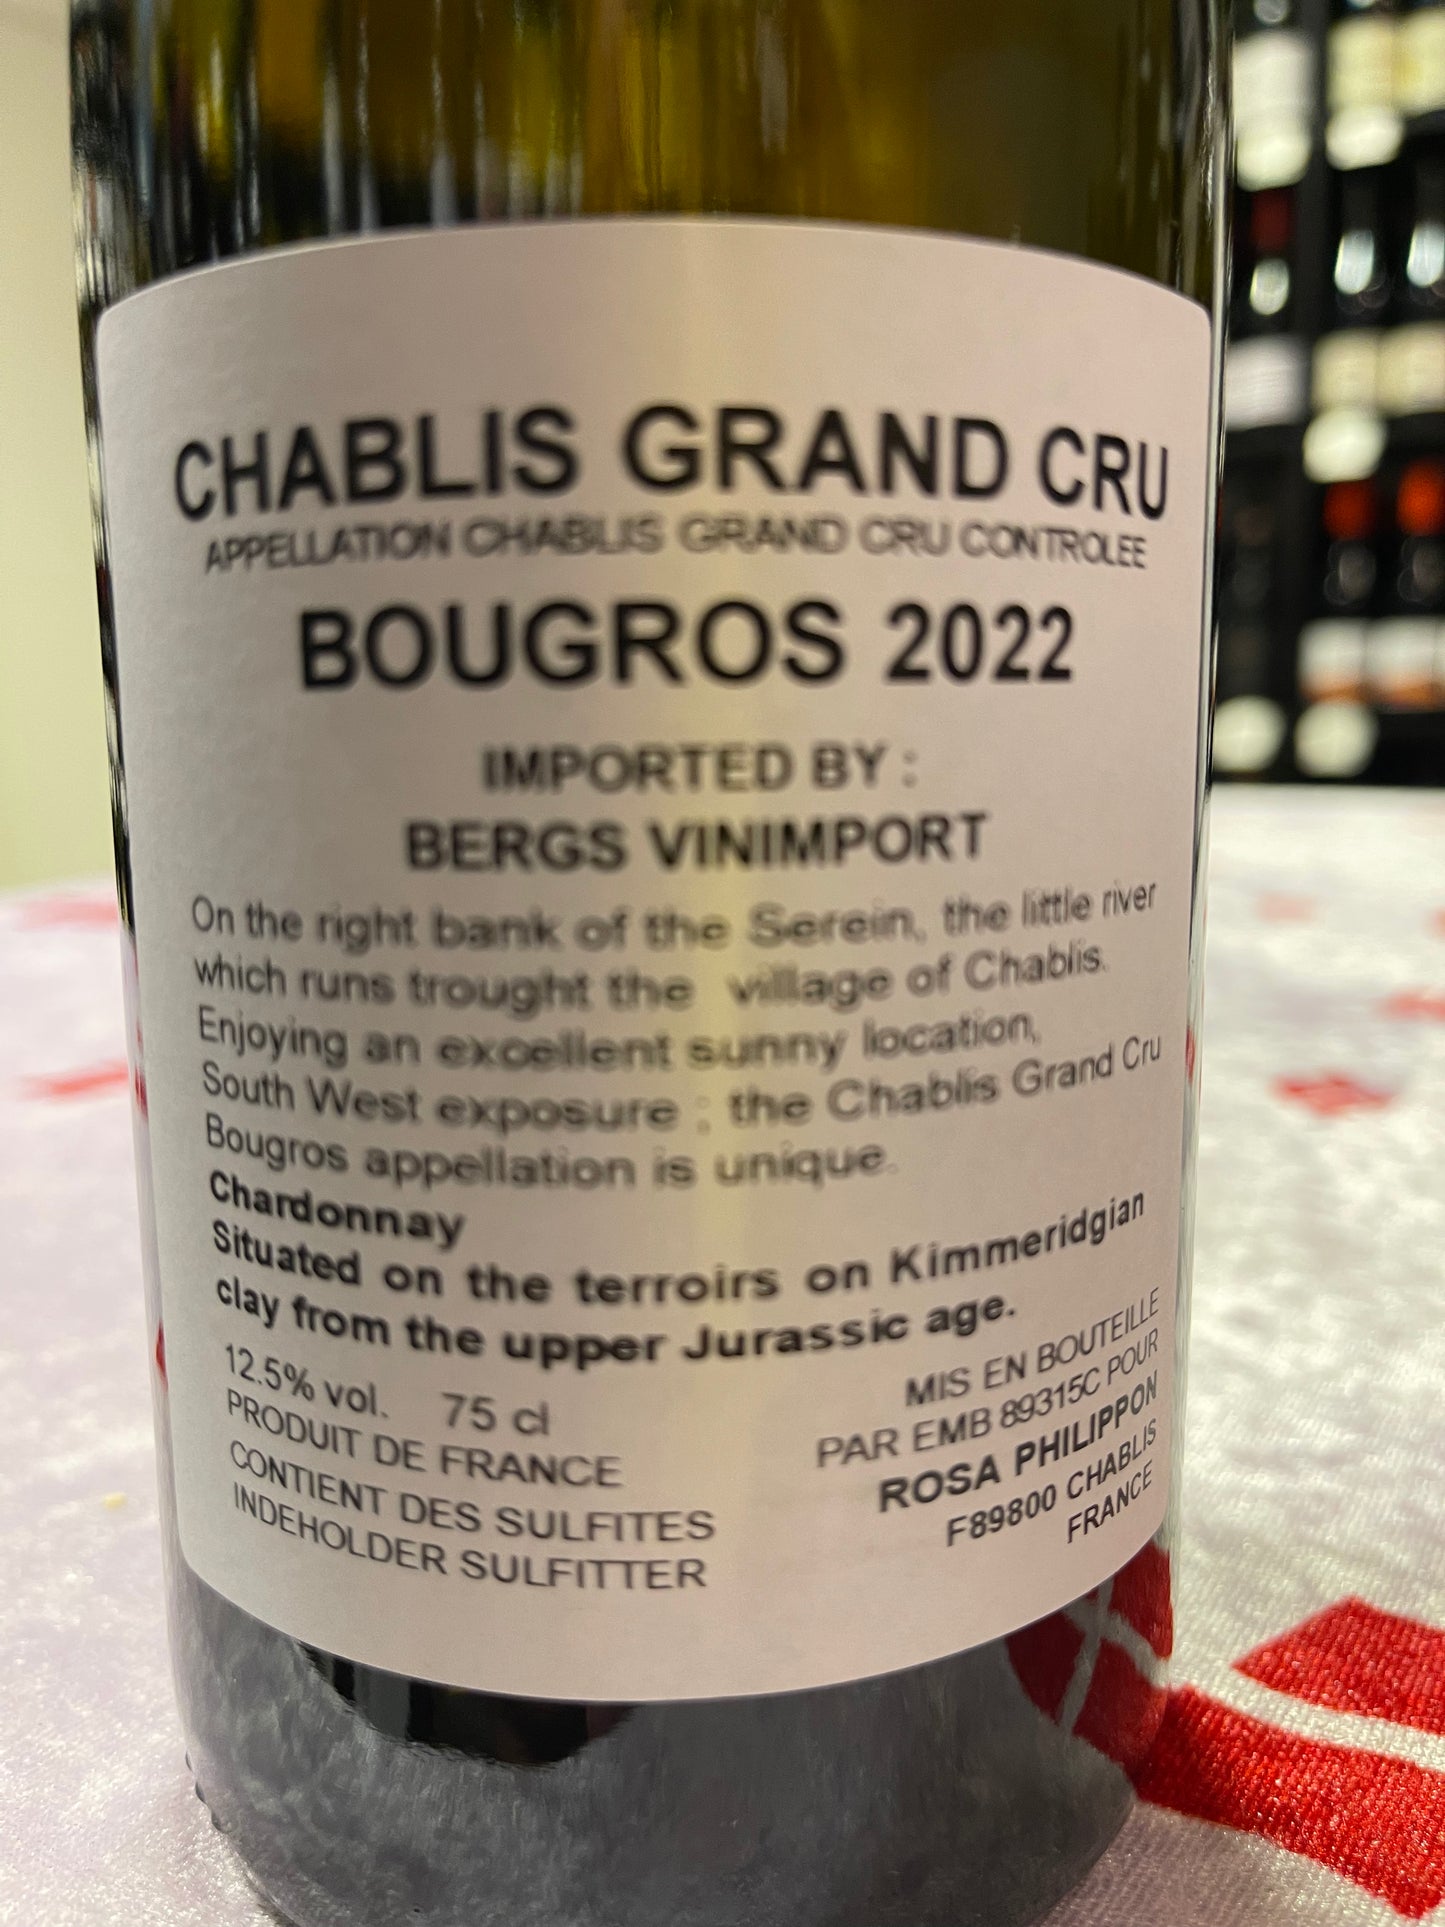 CHABLIS GRAND CRU
APPELLATION CHABLIS GRAND CRU CONTROLEE
BOUGROS 2022
IMPORTED BY :
BERGS VINIMPORT
On the right bank of the Serein, the little river
which runs trought the village of Chablis.
Enjoying an excellent sunny location,
South West exposure ; the Chablis Grand Cru
Bougros appellation is unique.
Chardonnay
Situated on the terroirs on Kimmeridgian
clay from the upper Jurassic age.
12.5% vol. 75 cl
PRODUIT DE FRANCE
CONTIENT DES SULFITES
INDEHOLDER SULFITTER
MIS EN BOUTEILLE
PAR EMB 89315C POUR
ROSA PHILIPPON
F89800 CHABLIS
FRANCE